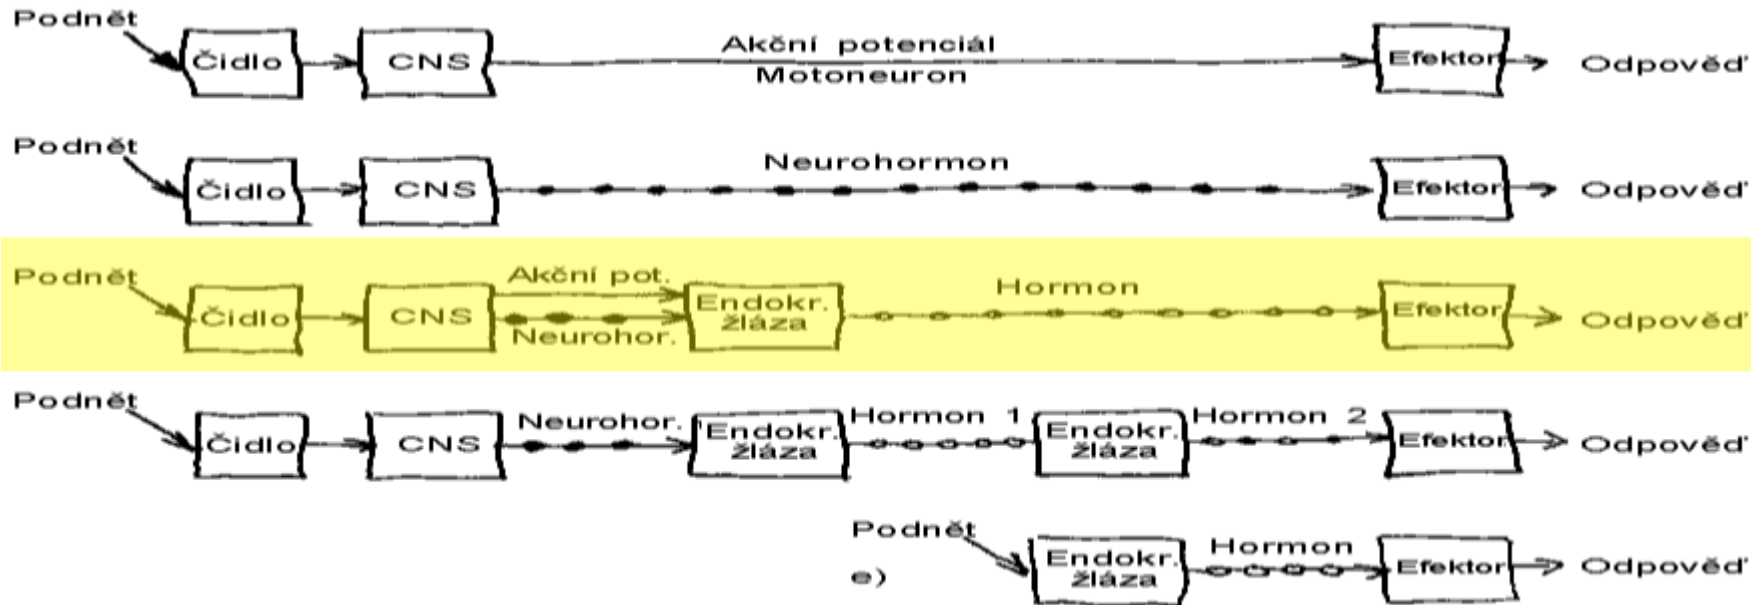 Podnět
Čidlo CNS Akční potenciál Motoneuron Efektor Odpověď
Podnět
Čidlo CNS Neurohormon Efektor Odpověď
Podnět
Čidlo CNS Akční pot. Neurohor. Endokr. žláza Hormon Efektor Odpověď
Podnět
Čidlo CNS Neurohor. Endokr. žláza Hormon 1 Endokr. žláza Hormon 2 Efektor Odpověď
Podnět
e) Endokr. žláza Hormon Efektor Odpověď